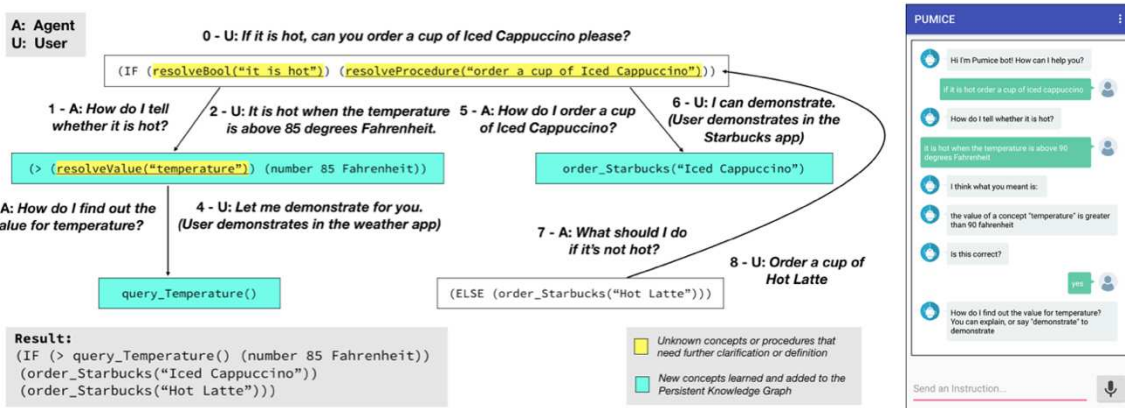 A: Agent
U: User
0 - U: If it is hot, can you order a cup of Iced Cappuccino please?
(IF (resolveBool("it is hot") (resolveProcedure("order a cup of Iced Cappuccino")))
1 - A: How do I tell
whether it is hot?
2 - U: It is hot when the temperature
is above 85 degrees Fahrenheit.
5 - A: How do I order a cup
of Iced Cappuccino?
6 - U: I can demonstrate.
(User demonstrates in the
Starbucks app)
(> (resolveValue("temperature")) (number 85 Fahrenheit))
order_Starbucks("Iced Cappuccino")
A: How do I find out the
value for temperature?
4 - U: Let me demonstrate for you.
(User demonstrates in the weather app)
7 - A: What should I do
if it's not hot?
8 - U: Order a cup of
Hot Latte
query_Temperature()
(ELSE (order_Starbucks("Hot Latte")))
Result:
(IF (> query_Temperature() (number 85 Fahrenheit))
(order_Starbucks("Iced Cappuccino"))
(order_Starbucks("Hot Latte")))
Unknown concepts or procedures that
need further clarification or definition
New concepts learned and added to the
Persistent Knowledge Graph
PUMICE
Hi I'm Pumice bot! How can I help you?
if it is hot order a cup of iced cappuccino
How do I tell whether it is hot?
it is hot when the temperature is above 90
degrees Fahrenheit
I think what you meant is:
the value of a concept "temperature" is greater
than 90 fahrenheit
Is this correct?
yes
How do I find out the value for temperature?
You can explain, or say "demonstrate" to
demonstrate
Send an Instruction...